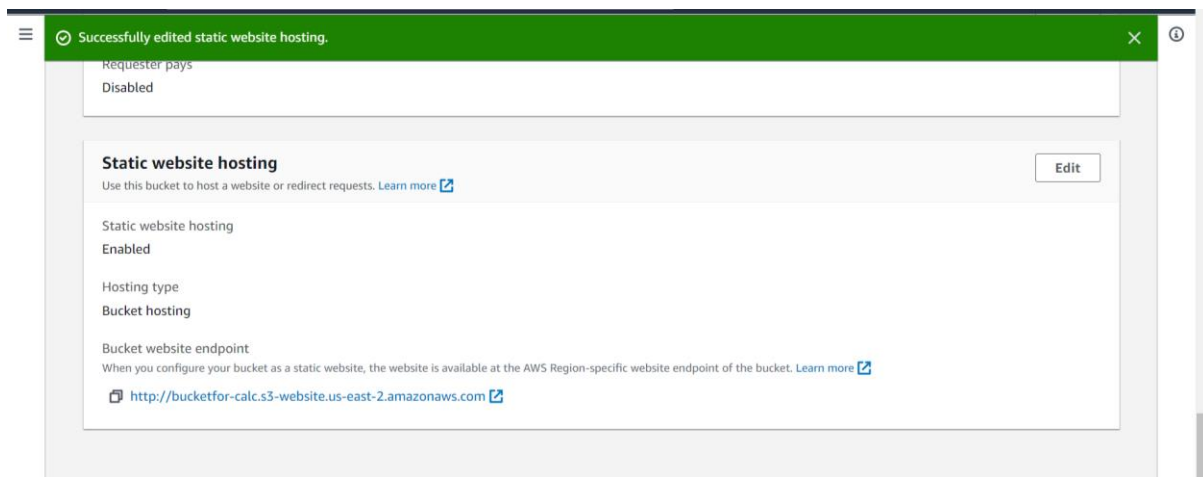 Successfully edited static website hosting.
Requester pays
Disabled
Static website hosting
Edit
Use this bucket to host a website or redirect requests. Learn more
Static website hosting
Enabled
Hosting type
Bucket hosting
Bucket website endpoint
When you configure your bucket as a static website, the website is available at the AWS Region-specific website endpoint of the bucket. Learn more
http://bucketfor-calc.s3-website.us-east-2.amazonaws.com